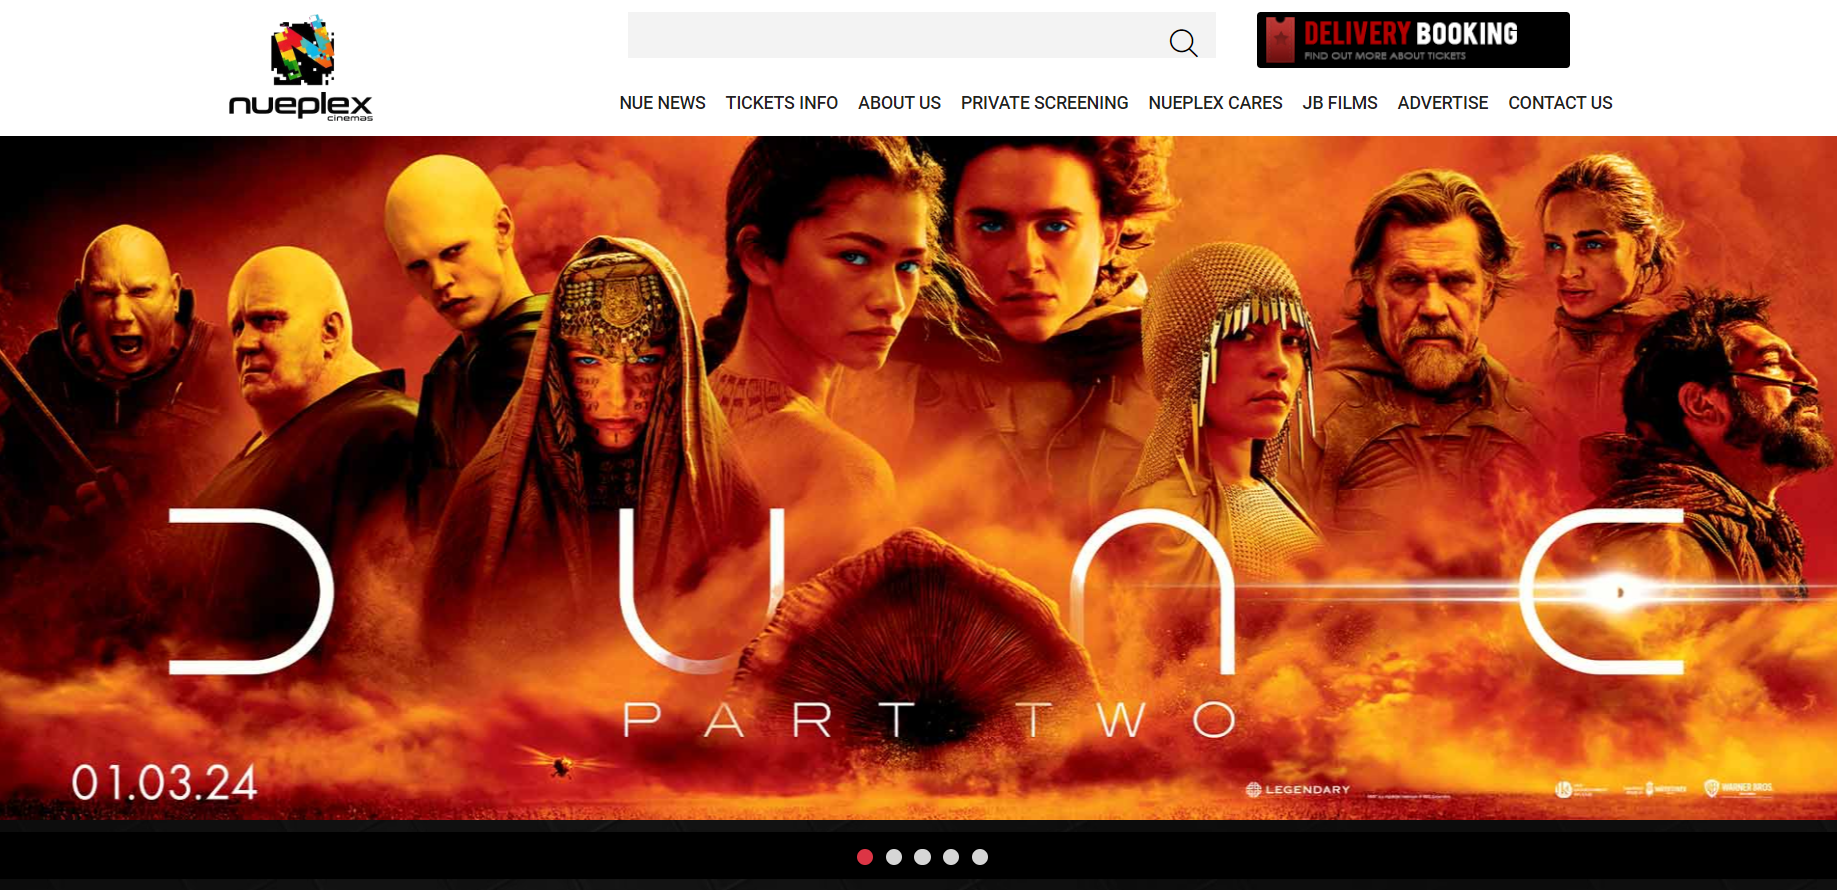 nueplex
cinemas
DELIVERY BOOKING
FIND OUT MORE ABOUT TICKETS
NUE NEWS TICKETS INFO ABOUT US PRIVATE SCREENING NUEPLEX CARES JB FILMS ADVERTISE CONTACT US
DUNE
PART TWO
01.03.24
LEGENDARY
WARNER BROS.